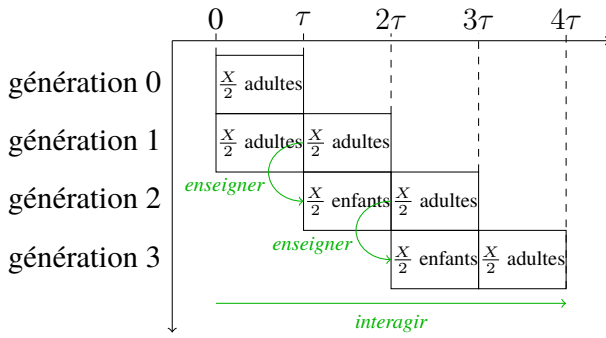 0 τ 2τ 3τ 4τ
génération 0 X/2 adultes
génération 1 X/2 adultes X/2 adultes
enseigner
génération 2 X/2 enfants X/2 adultes
enseigner
génération 3 X/2 enfants X/2 adultes
interagir